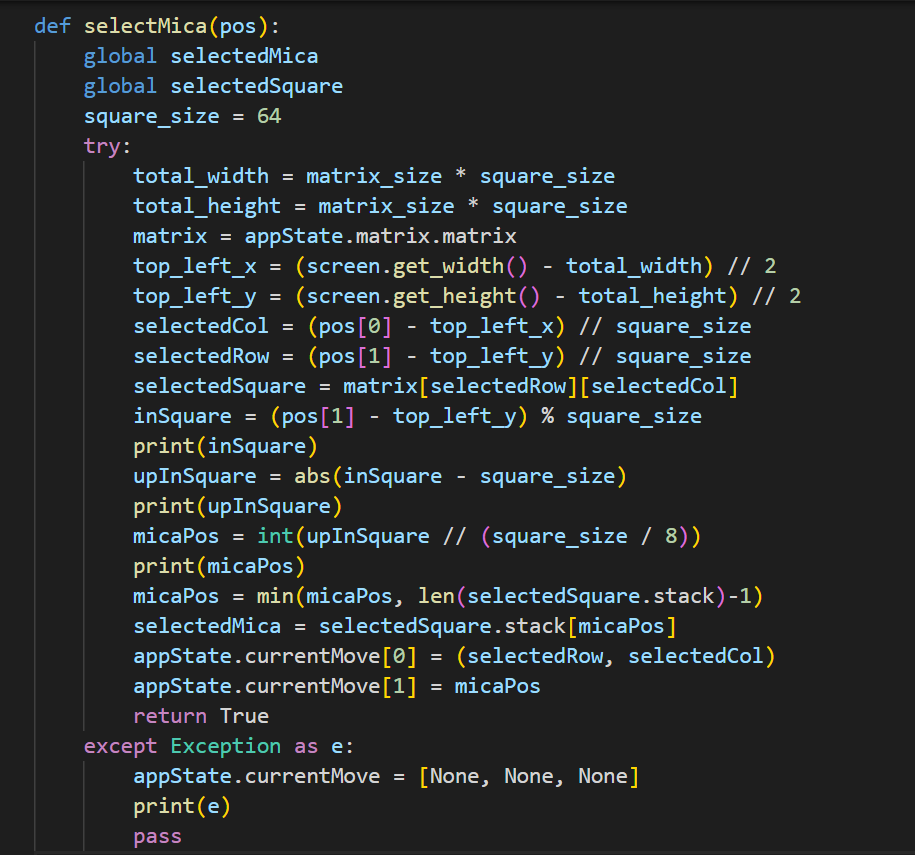 def selectMica(pos):
    global selectedMica
    global selectedSquare
    square_size = 64
    try:
        total_width = matrix_size * square_size
        total_height = matrix_size * square_size
        matrix = appState.matrix.matrix
        top_left_x = (screen.get_width() - total_width) // 2
        top_left_y = (screen.get_height() - total_height) // 2
        selectedCol = (pos[0] - top_left_x) // square_size
        selectedRow = (pos[1] - top_left_y) // square_size
        selectedSquare = matrix[selectedRow][selectedCol]
        inSquare = (pos[1] - top_left_y) % square_size
        print(inSquare)
        upInSquare = abs(inSquare - square_size)
        print(upInSquare)
        micaPos = int(upInSquare // (square_size / 8))
        print(micaPos)
        micaPos = min(micaPos, len(selectedSquare.stack)-1)
        selectedMica = selectedSquare.stack[micaPos]
        appState.currentMove[0] = (selectedRow, selectedCol)
        appState.currentMove[1] = micaPos
        return True
    except Exception as e:
        appState.currentMove = [None, None, None]
        print(e)
        pass